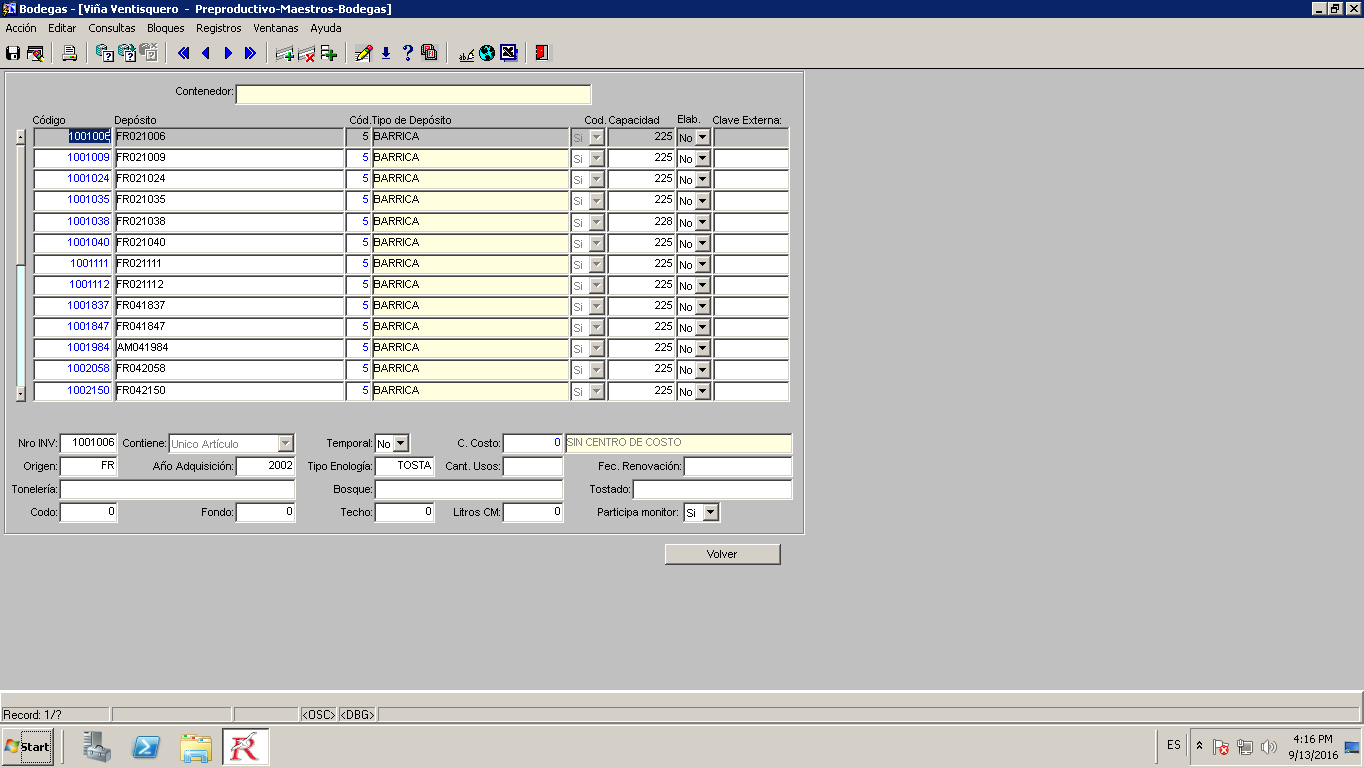 Bodegas - [Viña Ventisquero - Preproductivo-Maestros-Bodegas]
Acción Editar Consultas Bloques Registros Ventanas Ayuda
Contenedor:
Código Depósito Cód. Tipo de Depósito Cod. Capacidad Elab. Clave Externa:
1001006 FR021006 5 BARRICA Si 225 No
1001009 FR021009 5 BARRICA Si 225 No
1001024 FR021024 5 BARRICA Si 225 No
1001035 FR021035 5 BARRICA Si 225 No
1001038 FR021038 5 BARRICA Si 228 No
1001040 FR021040 5 BARRICA Si 225 No
1001111 FR021111 5 BARRICA Si 225 No
1001112 FR021112 5 BARRICA Si 225 No
1001837 FR041837 5 BARRICA Si 225 No
1001847 FR041847 5 BARRICA Si 225 No
1001984 AM041984 5 BARRICA Si 225 No
1002058 FR042058 5 BARRICA Si 225 No
1002150 FR042150 5 BARRICA Si 225 No
Nro INV: 1001006 Contiene: Unico Artículo Temporal: No C. Costo: 0 SIN CENTRO DE COSTO
Origen: FR Año Adquisición: 2002 Tipo Enología: TOSTA Cant. Usos: Fec. Renovación:
Tonelería: Bosque: Tostado:
Codo: 0 Fondo: 0 Techo: 0 Litros CM: 0 Participa monitor: Si
Volver
Record: 1/? <OSC> <DBG>
Start ES 4:16 PM
9/13/2016